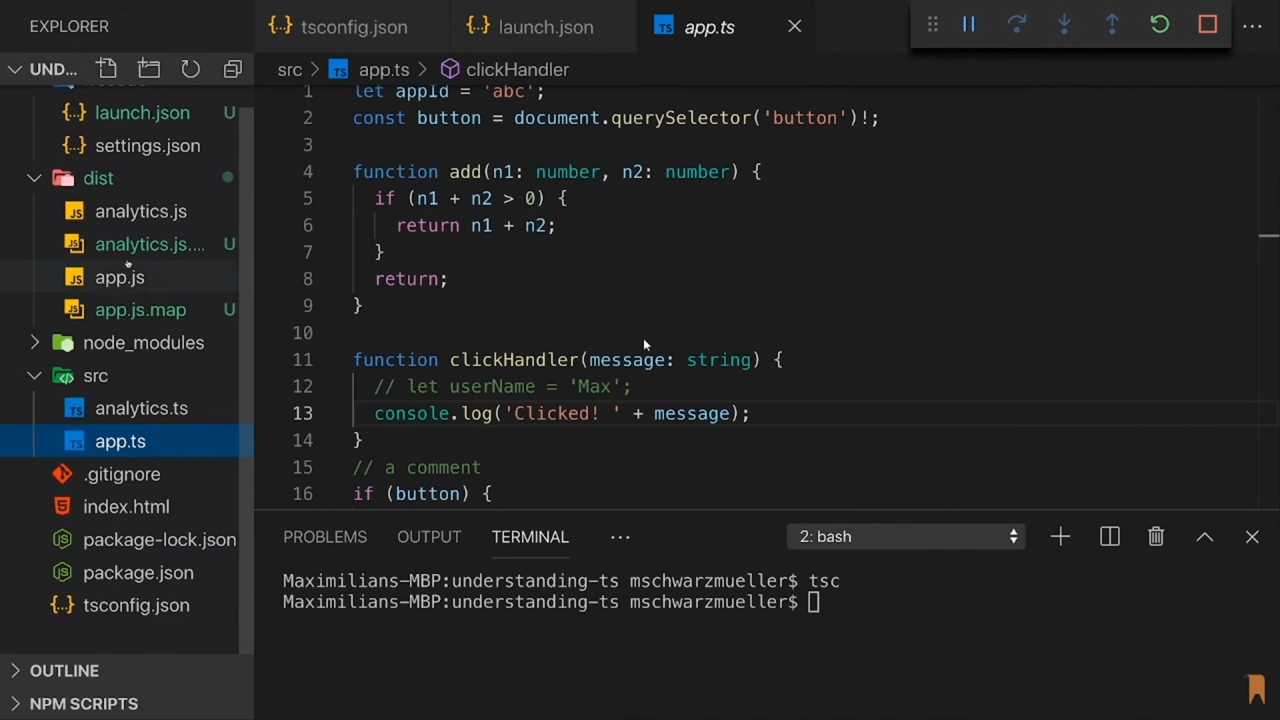 EXPLORER
tsconfig.json
launch.json
app.ts
UND...
src > app.ts > clickHandler
launch.json U
settings.json
dist
analytics.js
analytics.js.... U
app.js
app.js.map U
node_modules
src
analytics.ts
app.ts
.gitignore
index.html
package-lock.json
package.json
tsconfig.json
OUTLINE
NPM SCRIPTS
1 let appId = 'abc';
2 const button = document.querySelector('button')!;
3
4 function add(n1: number, n2: number) {
5 if (n1 + n2 > 0) {
6 return n1 + n2;
7 }
8 return;
9 }
10
11 function clickHandler(message: string) {
12 // let userName = 'Max';
13 console.log('Clicked! ' + message);
14 }
15 // a comment
16 if (button) {
PROBLEMS OUTPUT TERMINAL ... 2: bash
Maximilians-MBP:understanding-ts mschwarzmueller$ tsc
Maximilians-MBP:understanding-ts mschwarzmueller$